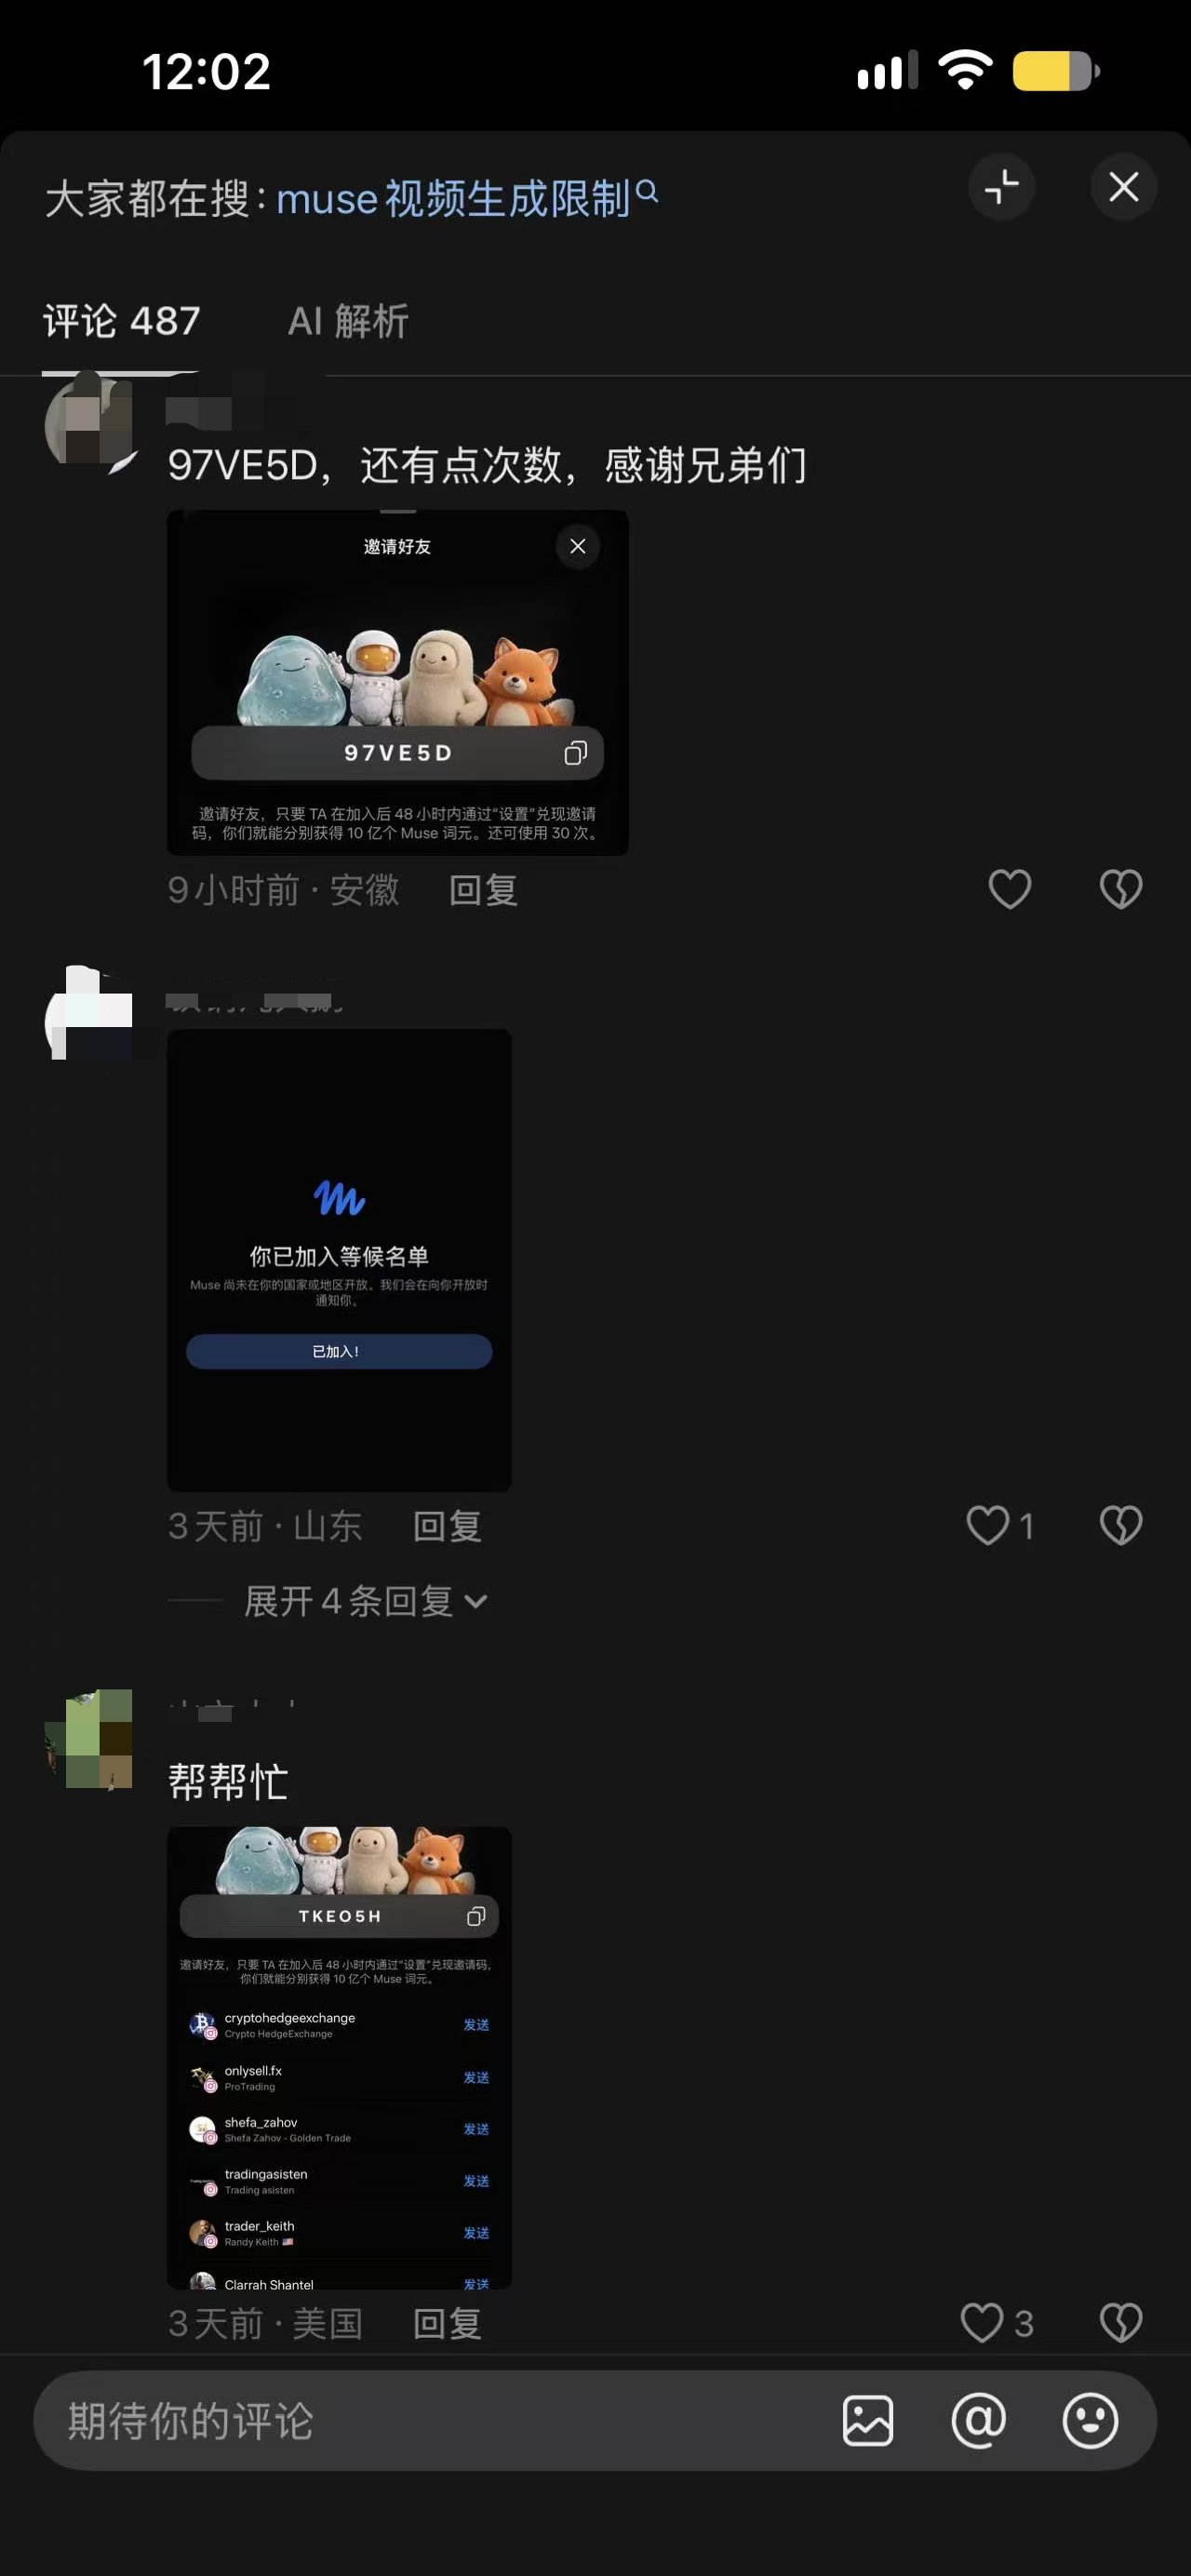 12:02
大家都在搜：muse 视频生成限制
评论 487
AI 解析
97VE5D，还有点次数，感谢兄弟们
邀请好友
97VE5D
邀请好友，只要 TA 在加入后 48 小时内通过“设置”兑现邀请
码，你们就能分别获得 10 亿个 Muse 词元。还可使用 30 次。
9小时前 · 安徽 回复
你已加入等候名单
Muse 尚未在你的国家或地区开放。我们会在向你开放时
通知你。
已加入！
3天前 · 山东 回复
1
展开4条回复
帮帮忙
TKEO5H
邀请好友，只要 TA 在加入后 48 小时内通过“设置”兑现邀请码，
你们就能分别获得 10 亿个 Muse 词元。
cryptohedgeexchange
Crypto HedgeExchange
发送
onlysell.fx
ProTrading
发送
shefa_zahov
Shefa Zahov - Golden Trade
发送
tradingasisten
Trading asisten
发送
trader_keith
Randy Keith 🇺🇸
发送
Clarrah Shantel
发送
3天前 · 美国 回复
3
期待你的评论